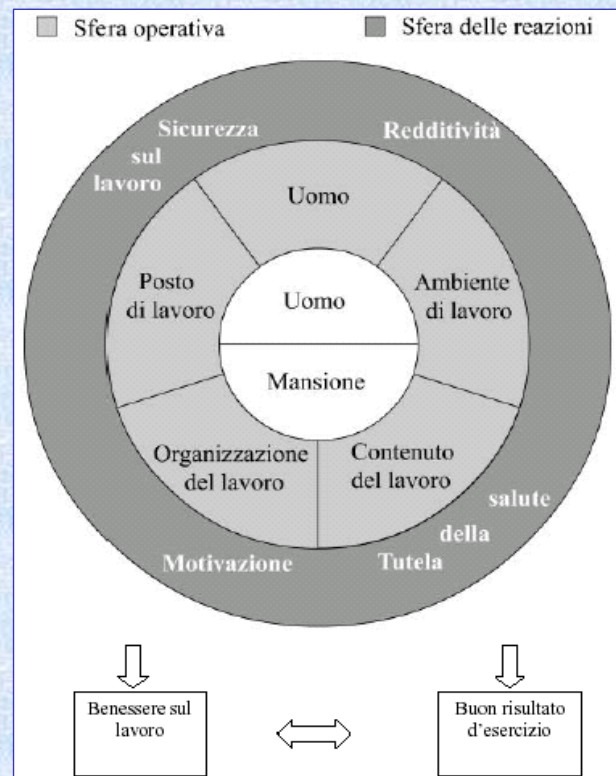 Sfera operativa
Sfera delle reazioni
Sicurezza
sul
lavoro
Redditività
Uomo
Posto
di lavoro
Ambiente
di lavoro
Uomo
Mansione
Organizzazione
del lavoro
Contenuto
del lavoro
Motivazione
Tutela
della
salute
Benessere sul
lavoro
Buon risultato
d'esercizio